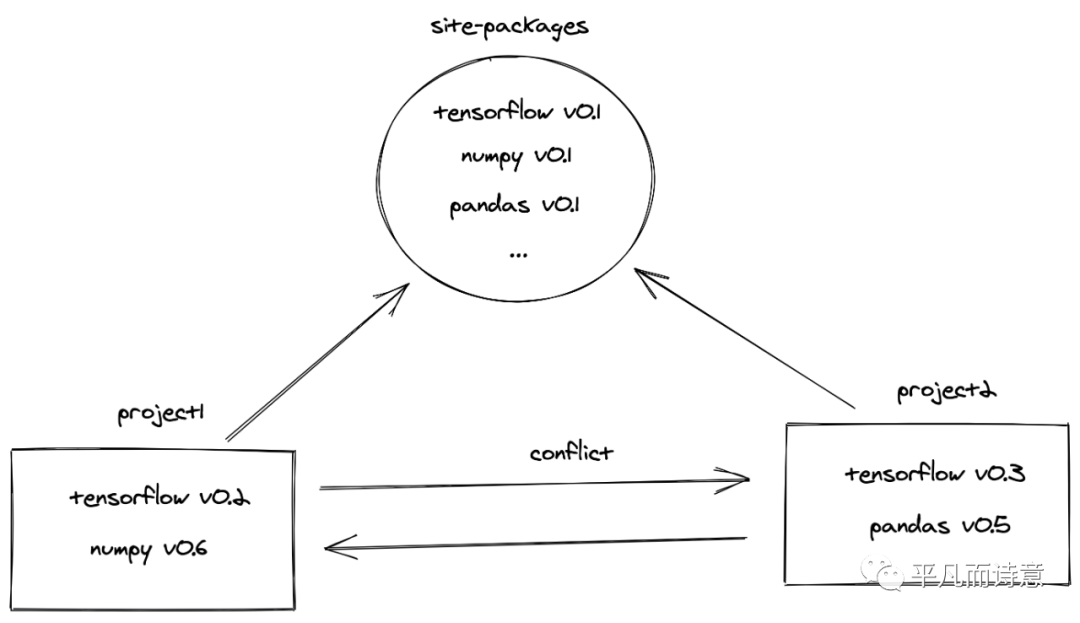 site-packages
tensorflow v0.1
numpy v0.1
pandas v0.1
...
project1
project2
conflict
tensorflow v0.2
numpy v0.6
tensorflow v0.3
pandas v0.5
平凡而诗意